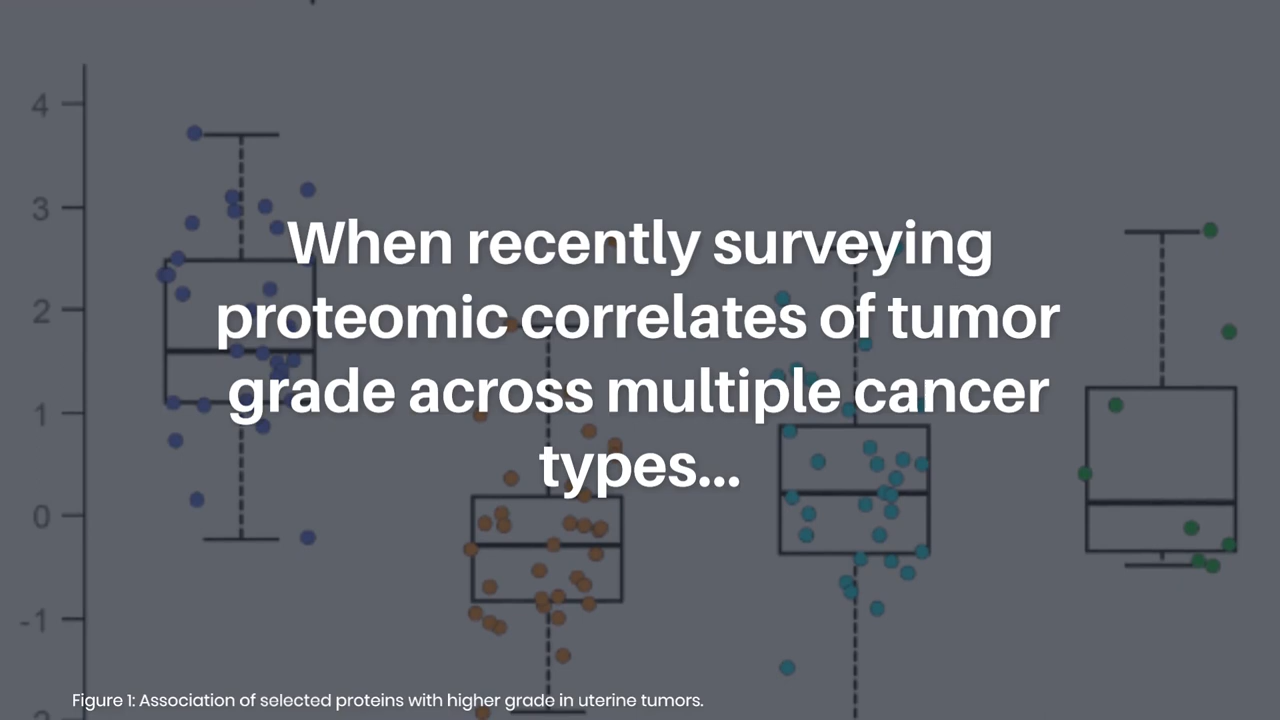 4
3
2
1
0
-1
When recently surveying
proteomic correlates of tumor
grade across multiple cancer
types...
Figure 1: Association of selected proteins with higher grade in uterine tumors.